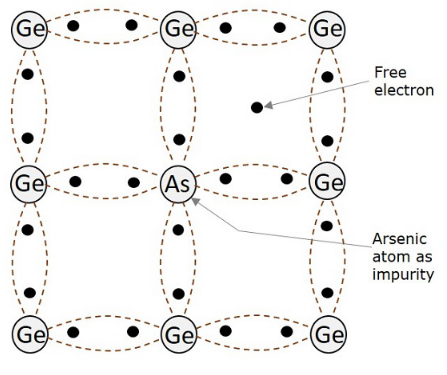 Ge Ge Ge
Free
electron
Ge As Ge
Arsenic
atom as
impurity
Ge Ge Ge